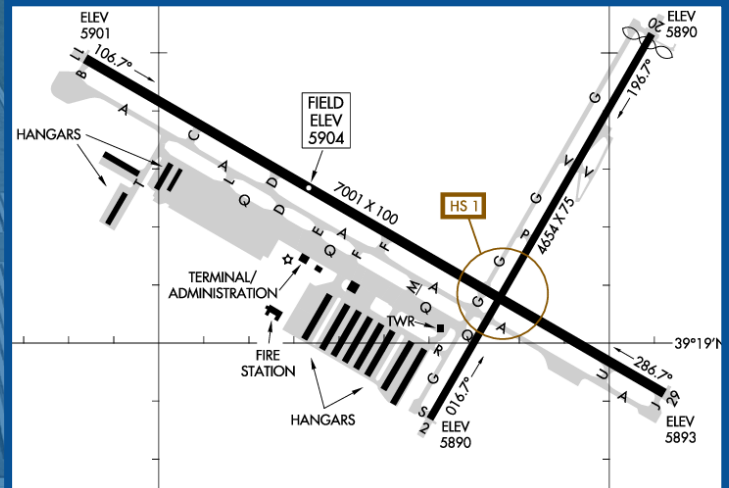 ELEV
5901
106.7°
11
B
A
HANGARS
T
C
A
L
Q
D
D
FIELD
ELEV
5904
7001 X 100
E
Q
A
F
F
TERMINAL/
ADMINISTRATION
FIRE
STATION
HANGARS
M
Q
A
TWR
R
G
S
2
016.7°
ELEV
5890
HS 1
G
G
Q
A
P
G
4654 X 75
V
V
G
20
ELEV
5890
196.7°
39°19'N
286.7°
U
A
J
29
ELEV
5893